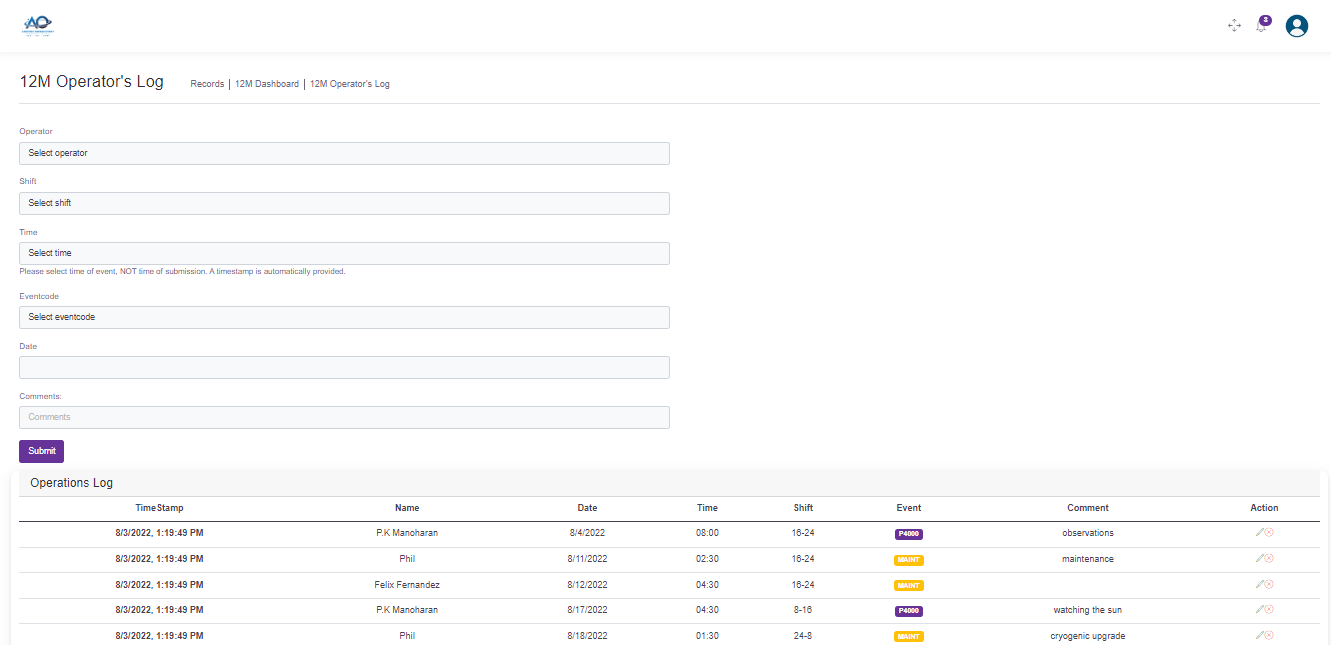 AO
3
12M Operator's Log Records | 12M Dashboard | 12M Operator's Log
Operator
Select operator
Shift
Select shift
Time
Select time
Please select time of event, NOT time of submission. A timestamp is automatically provided.
Eventcode
Select eventcode
Date
Comments:
Comments
Submit
Operations Log
TimeStamp Name Date Time Shift Event Comment Action
8/3/2022, 1:19:49 PM P.K Manoharan 8/4/2022 08:00 16-24 P4000 observations
8/3/2022, 1:19:49 PM Phil 8/11/2022 02:30 16-24 MAINT maintenance
8/3/2022, 1:19:49 PM Felix Fernandez 8/12/2022 04:30 16-24 MAINT
8/3/2022, 1:19:49 PM P.K Manoharan 8/17/2022 04:30 8-16 P4000 watching the sun
8/3/2022, 1:19:49 PM Phil 8/18/2022 01:30 24-8 MAINT cryogenic upgrade